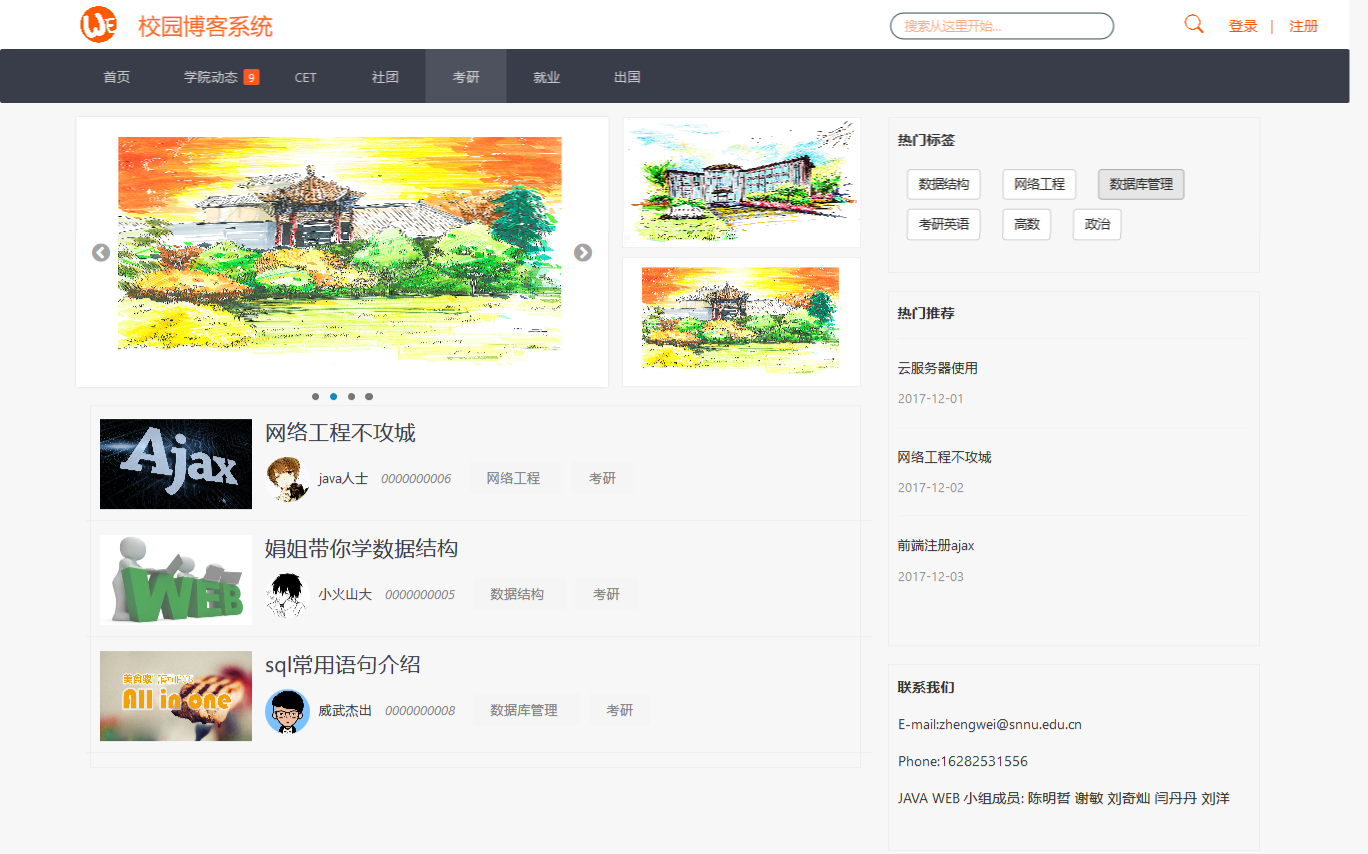 校园博客系统
搜索从这里开始...
登录 | 注册
首页 学院动态 9 CET 社团 考研 就业 出国
热门标签
数据结构 网络工程 数据库管理
考研英语 高数 政治
热门推荐
云服务器使用
2017-12-01
网络工程不攻城
2017-12-02
前端注册ajax
2017-12-03
Ajax
网络工程不攻城
java人士 0000000006 网络工程 考研
WEB
娟姐带你学数据结构
小火山大 0000000005 数据结构 考研
All in one
sql常用语句介绍
威武杰出 0000000008 数据库管理 考研
联系我们
E-mail:zhengwei@snnu.edu.cn
Phone:16282531556
JAVA WEB 小组成员: 陈明哲 谢敏 刘奇灿 闫丹丹 刘洋